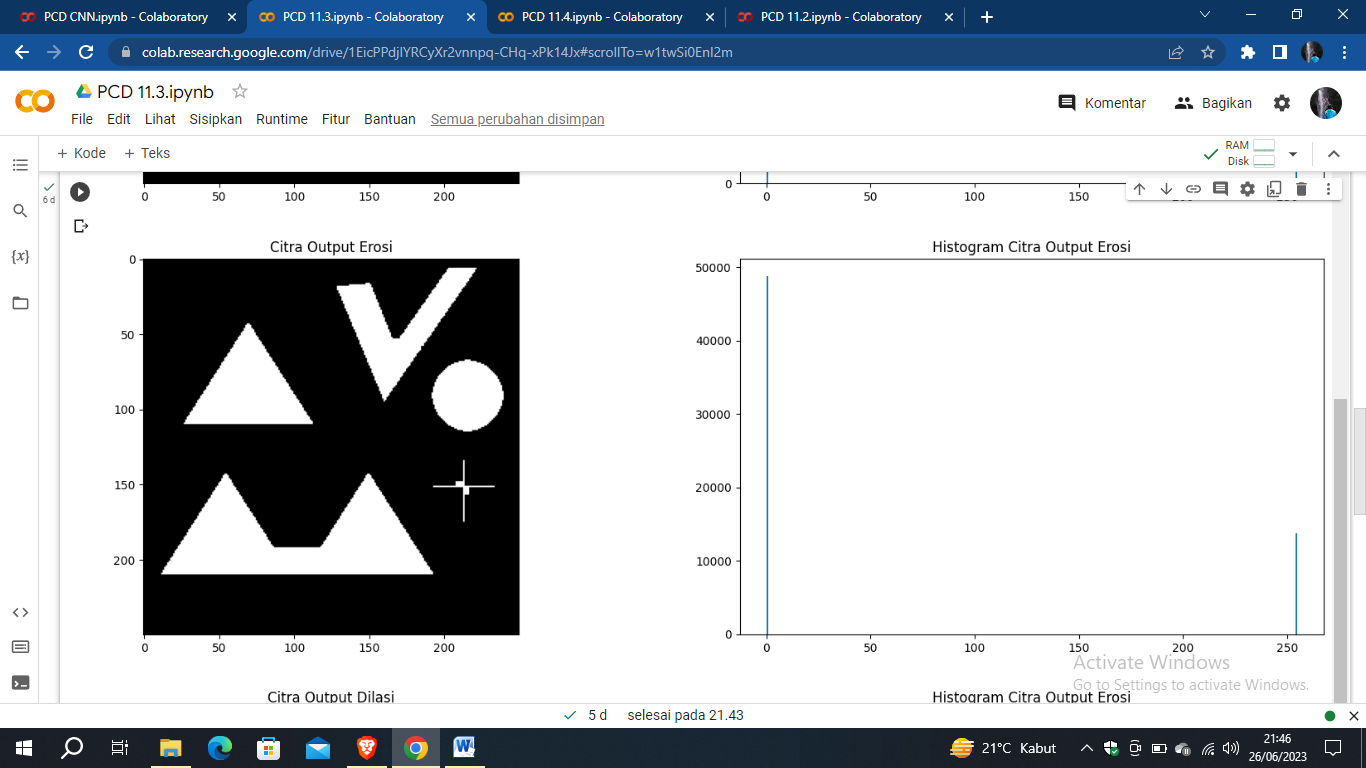 PCD CNN.ipynb - Colaboratory
PCD 11.3.ipynb - Colaboratory
PCD 11.4.ipynb - Colaboratory
PCD 11.2.ipynb - Colaboratory
colab.research.google.com/drive/1EicPPdjlYRCyXr2vnnpq-CHq-xPk14Jx#scrollTo=w1twSi0EnI2m
PCD 11.3.ipynb
File Edit Lihat Sisipkan Runtime Fitur Bantuan Semua perubahan disimpan
Komentar Bagikan
+ Kode + Teks
RAM
Disk
6 d
0 50 100 150 200
0
0 50 100 150
Citra Output Erosi
0
50
100
150
200
0 50 100 150 200
Histogram Citra Output Erosi
50000
40000
30000
20000
10000
0
0 50 100 150 200 250
{x}
Activate Windows
Go to Settings to activate Windows.
Citra Output Dilasi
Histogram Citra Output Erosi
5 d selesai pada 21.43
21°C Kabut
21:46
26/06/2023